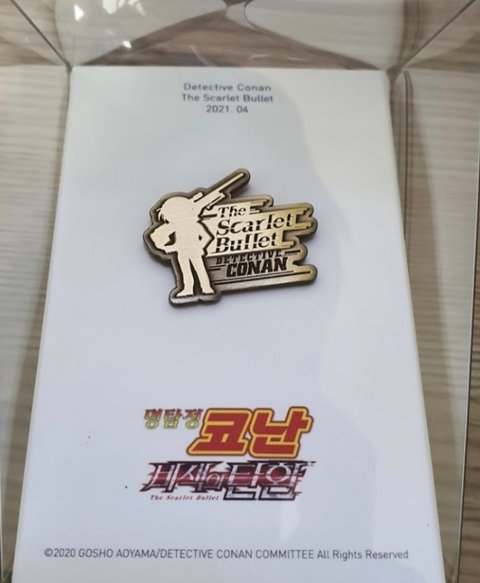 Detective Conan
The Scarlet Bullet
2021. 04
The
Scarlet
Bullet
DETECTIVE
CONAN
명탐정
코난
비색의 탄환
The Scarlet Bullet
©2020 GOSHO AOYAMA/DETECTIVE CONAN COMMITTEE All Rights Reserved